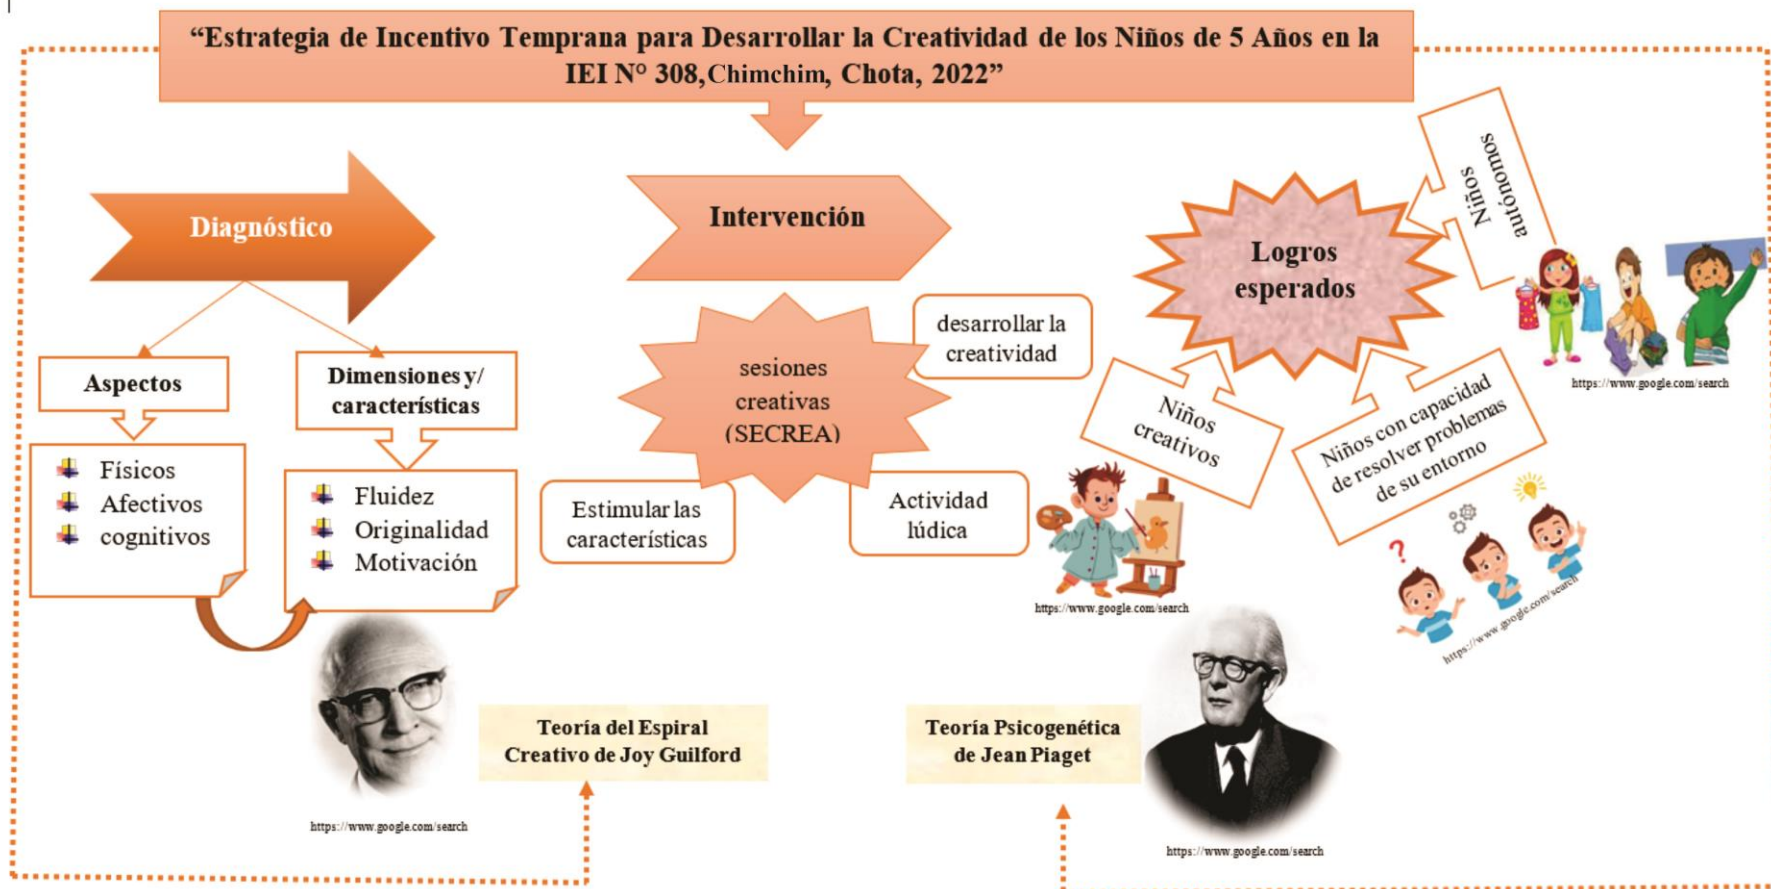 “Estrategia de Incentivo Temprana para Desarrollar la Creatividad de los Niños de 5 Años en la
IEI N° 308,Chimchim, Chota, 2022”
Diagnóstico
Aspectos
Físicos
Afectivos
cognitivos
Dimensiones y/
características
Fluidez
Originalidad
Motivación
Intervención
sesiones
creativas
(SECREA)
desarrollar la
creatividad
Estimular las
características
Actividad
lúdica
Logros
esperados
Niños
autónomos
https://www.google.com/search
Niños
creativos
https://www.google.com/search
Niños con capacidad
de resolver problemas
de su entorno
?
https://www.google.com/search
Teoría del Espiral
Creativo de Joy Guilford
https://www.google.com/search
Teoría Psicogenética
de Jean Piaget
https://www.google.com/search